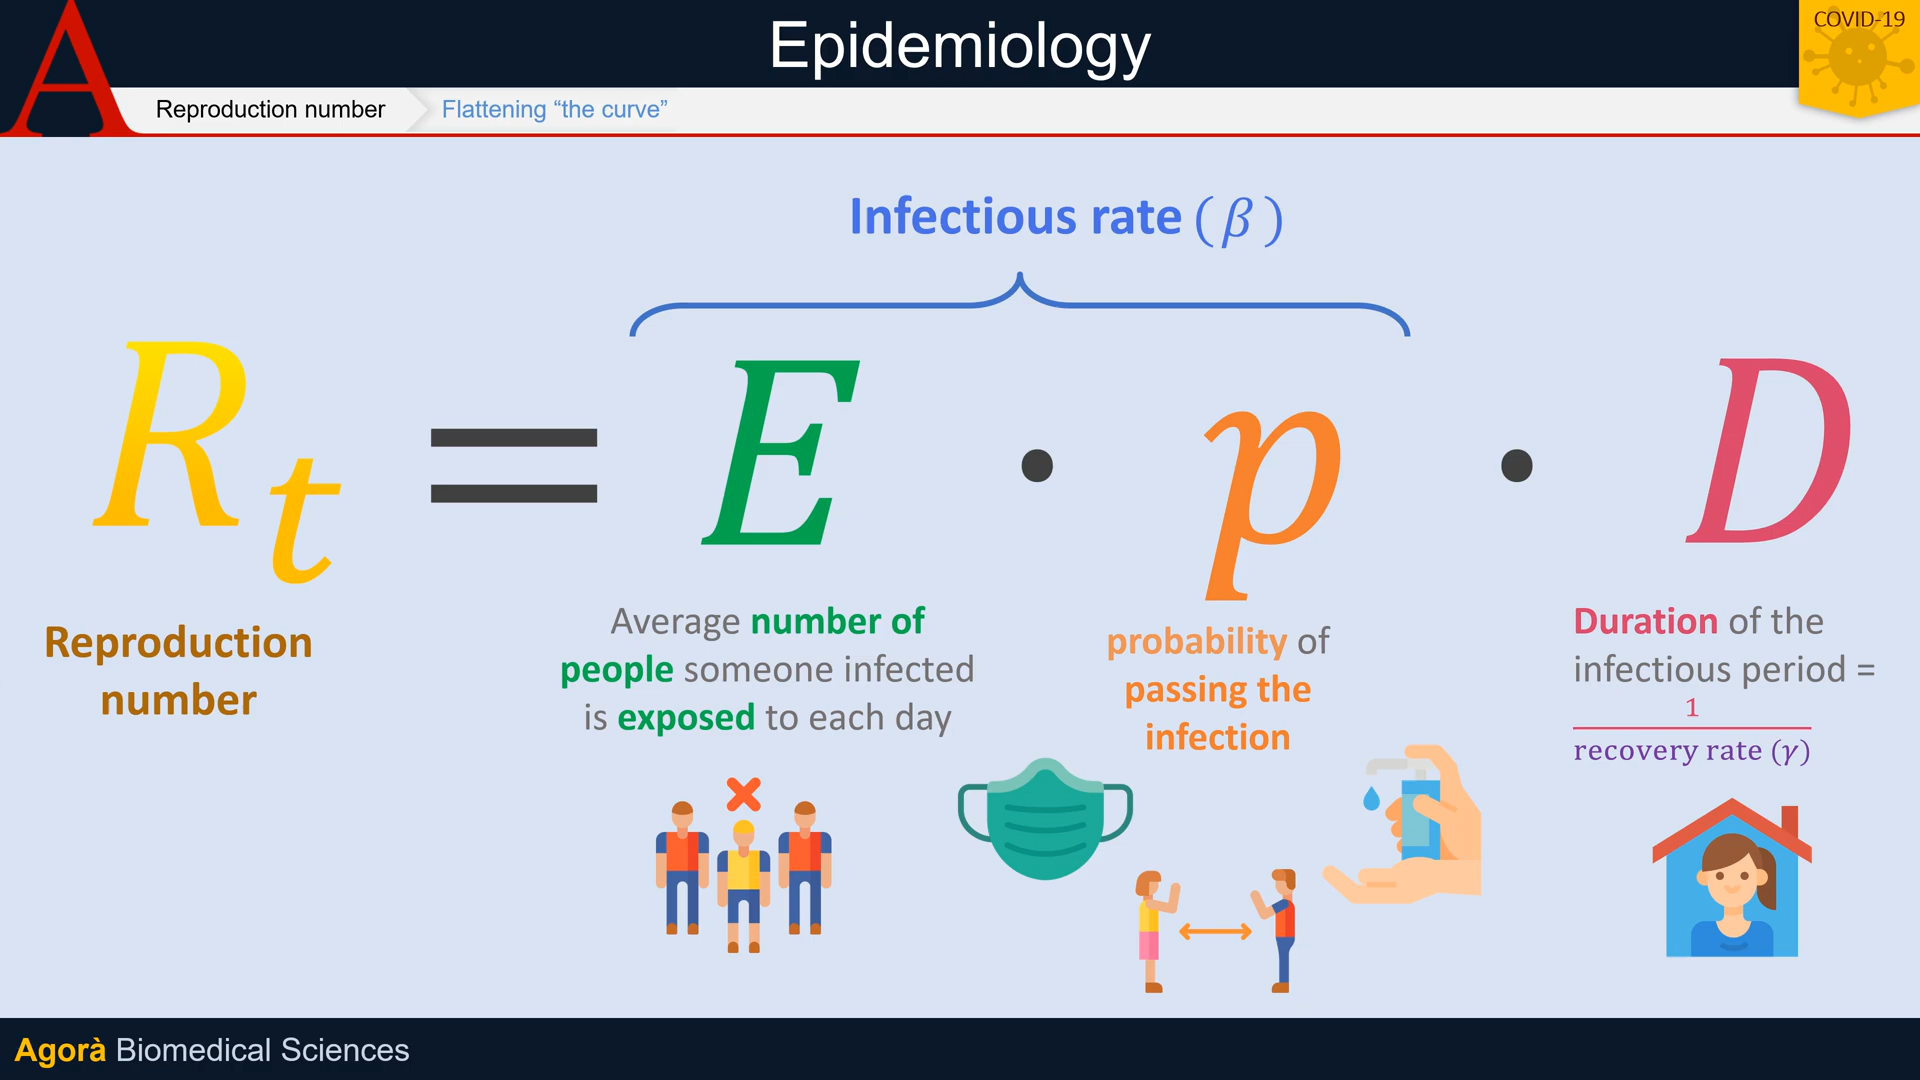 Epidemiology
COVID-19
A
Reproduction number
Flattening “the curve”
Infectious rate ( β )
R_t = E · p · D
Reproduction
number
Average number of
people someone infected
is exposed to each day
probability of
passing the
infection
Duration of the
infectious period =
1
recovery rate (γ)
Agorà Biomedical Sciences